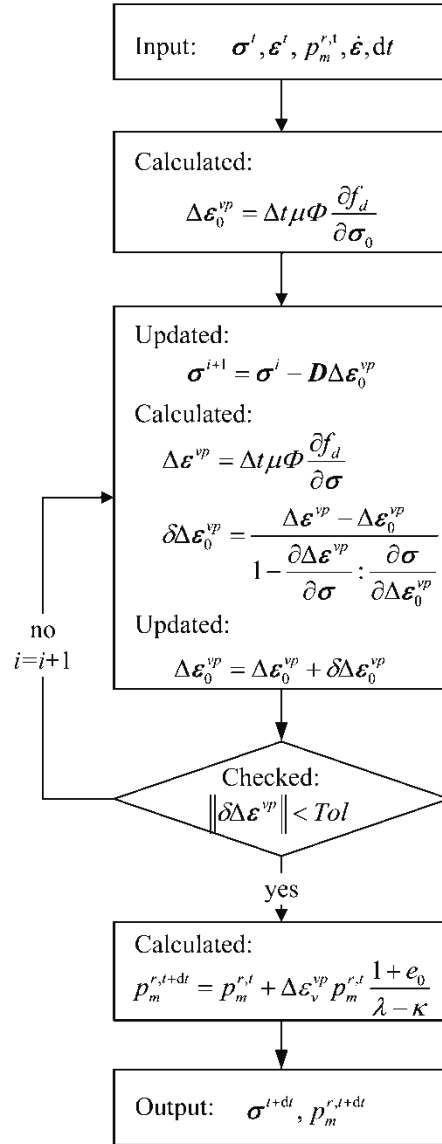 Input: σ^t, ε^t, p_m^{r,t}, ε̇, dt
Calculated:
Δε_0^{vp} = ΔtμΦ ∂f_d/∂σ_0
Updated:
σ^{i+1} = σ^i − DΔε_0^{vp}
Calculated:
Δε^{vp} = ΔtμΦ ∂f_d/∂σ
δΔε_0^{vp} = (Δε^{vp} − Δε_0^{vp})/(1 − ∂Δε^{vp}/∂σ : ∂σ/∂Δε_0^{vp})
Updated:
Δε_0^{vp} = Δε_0^{vp} + δΔε_0^{vp}
no
i=i+1
Checked:
‖δΔε^{vp}‖ < Tol
yes
Calculated:
p_m^{r,t+dt} = p_m^{r,t} + Δε_v^{vp} p_m^{r,t} (1 + e_0)/(λ − κ)
Output: σ^{t+dt}, p_m^{r,t+dt}